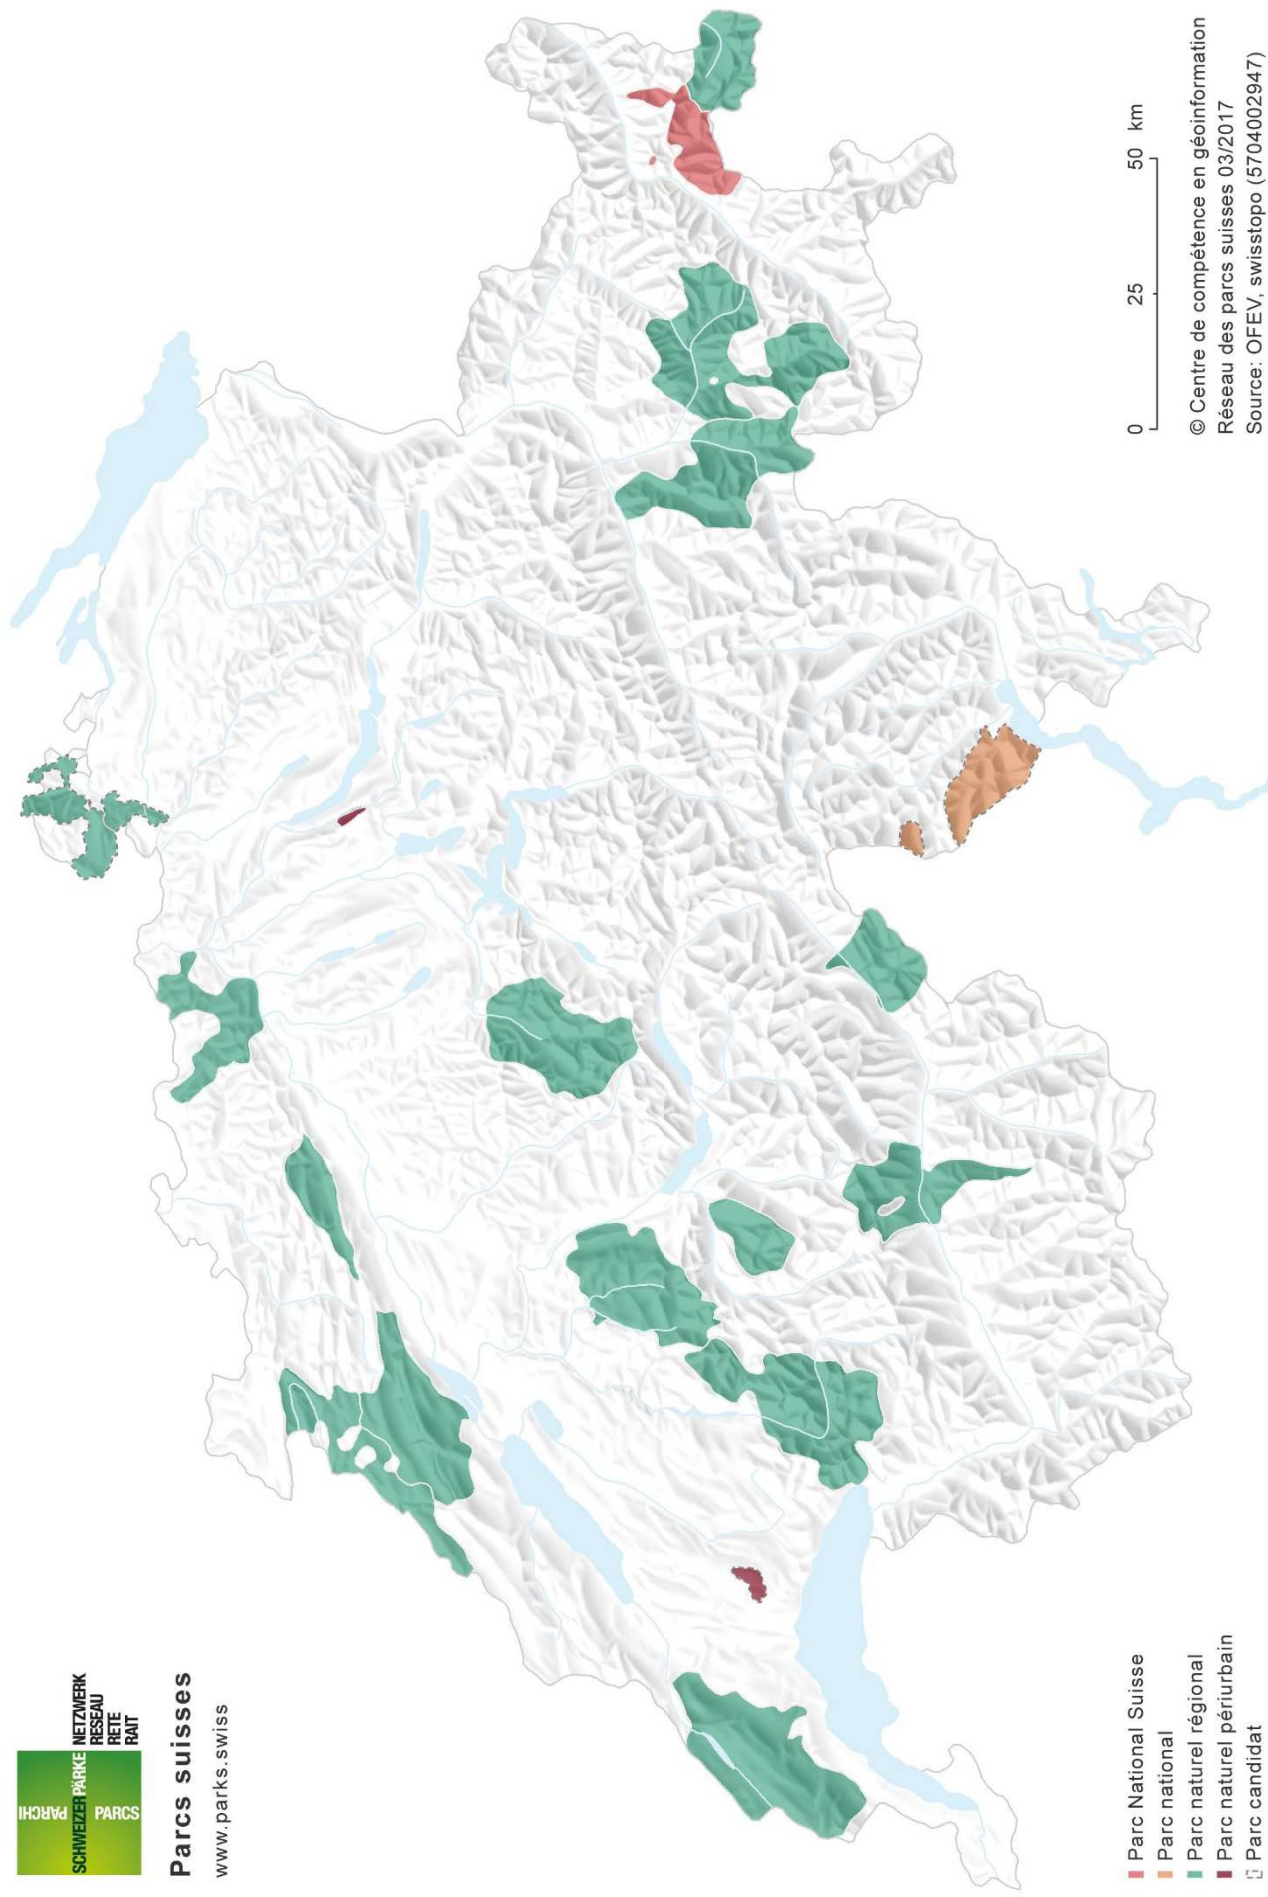 PARCHI
SCHWEIZER PÄRKE
PARCS
NETZWERK
RESEAU
RETE
RAIT
Parcs suisses
www.parks.swiss
Parc National Suisse
Parc national
Parc naturel régional
Parc naturel périurbain
Parc candidat
0 25 50 km
© Centre de compétence en géoinformation
Réseau des parcs suisses 03/2017
Source: OFEV, swisstopo (5704002947)